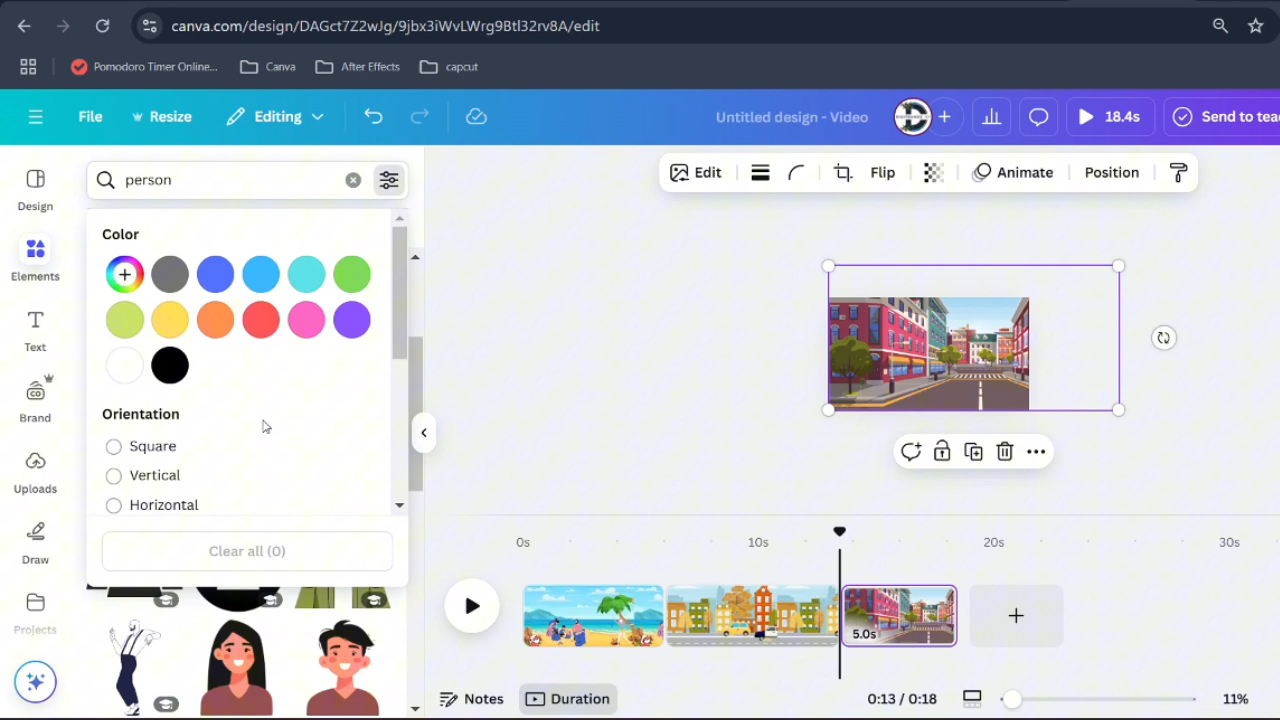 canva.com/design/DAGct7Z2wJg/9jbx3iWvLWrg9Btl32rv8A/edit
Pomodoro Timer Online...
Canva
After Effects
capcut
File
Resize
Editing
Untitled design - Video
18.4s
Send to tea
person
Edit
Flip
Animate
Position
Design
Elements
Text
Brand
Uploads
Draw
Projects
Color
Orientation
Square
Vertical
Horizontal
Clear all (0)
0s
10s
20s
30s
5.0s
Notes
Duration
0:13 / 0:18
11%